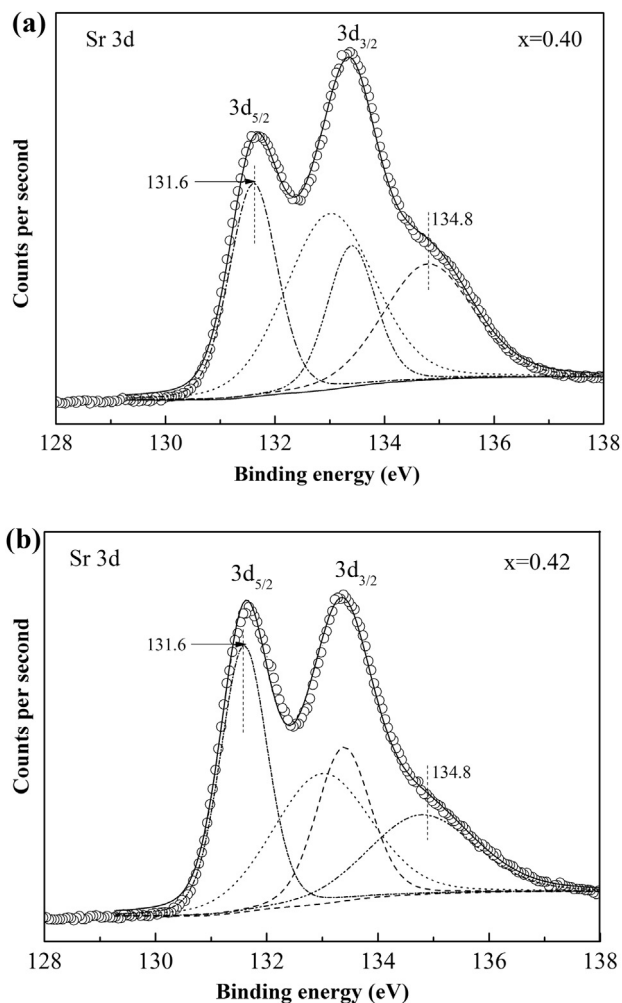 (a)
Sr 3d
3d3/2
x=0.40
3d5/2
131.6
134.8
Counts per second
128 130 132 134 136 138
Binding energy (eV)
(b)
Sr 3d
3d5/2
3d3/2
x=0.42
131.6
134.8
Counts per second
128 130 132 134 136 138
Binding energy (eV)